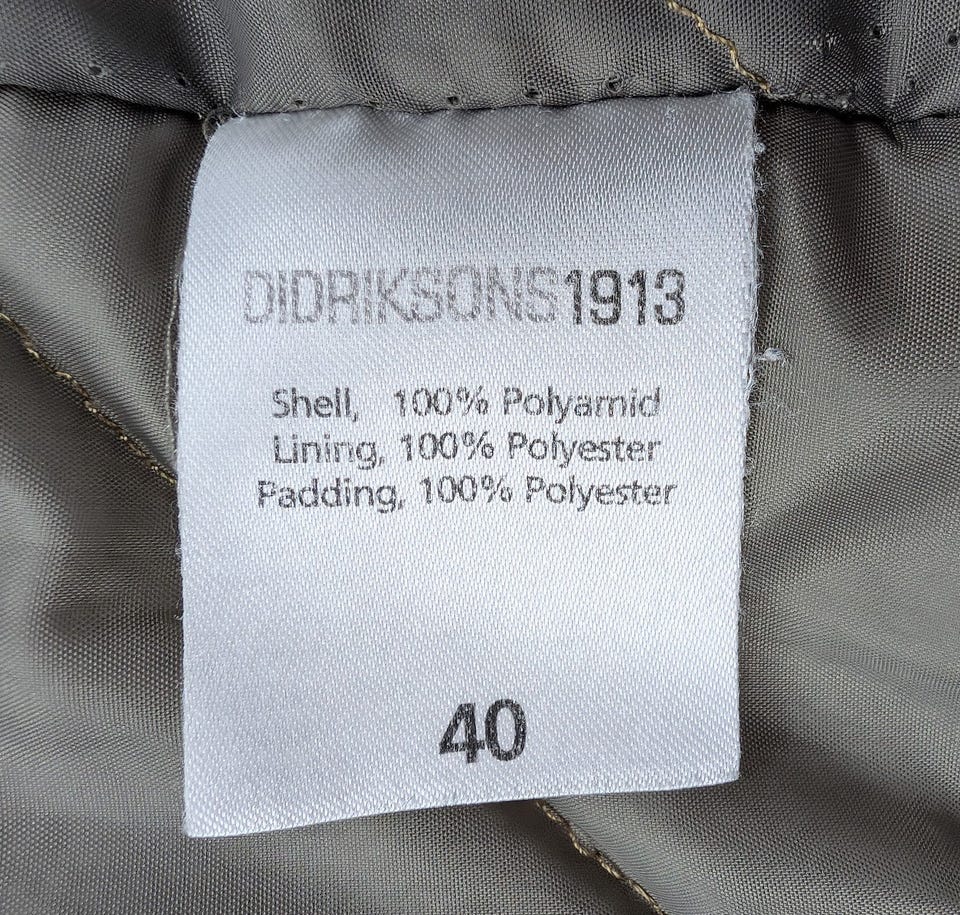 DIDRIKSONS1913
Shell, 100% Polyamid
Lining, 100% Polyester
Padding, 100% Polyester
40